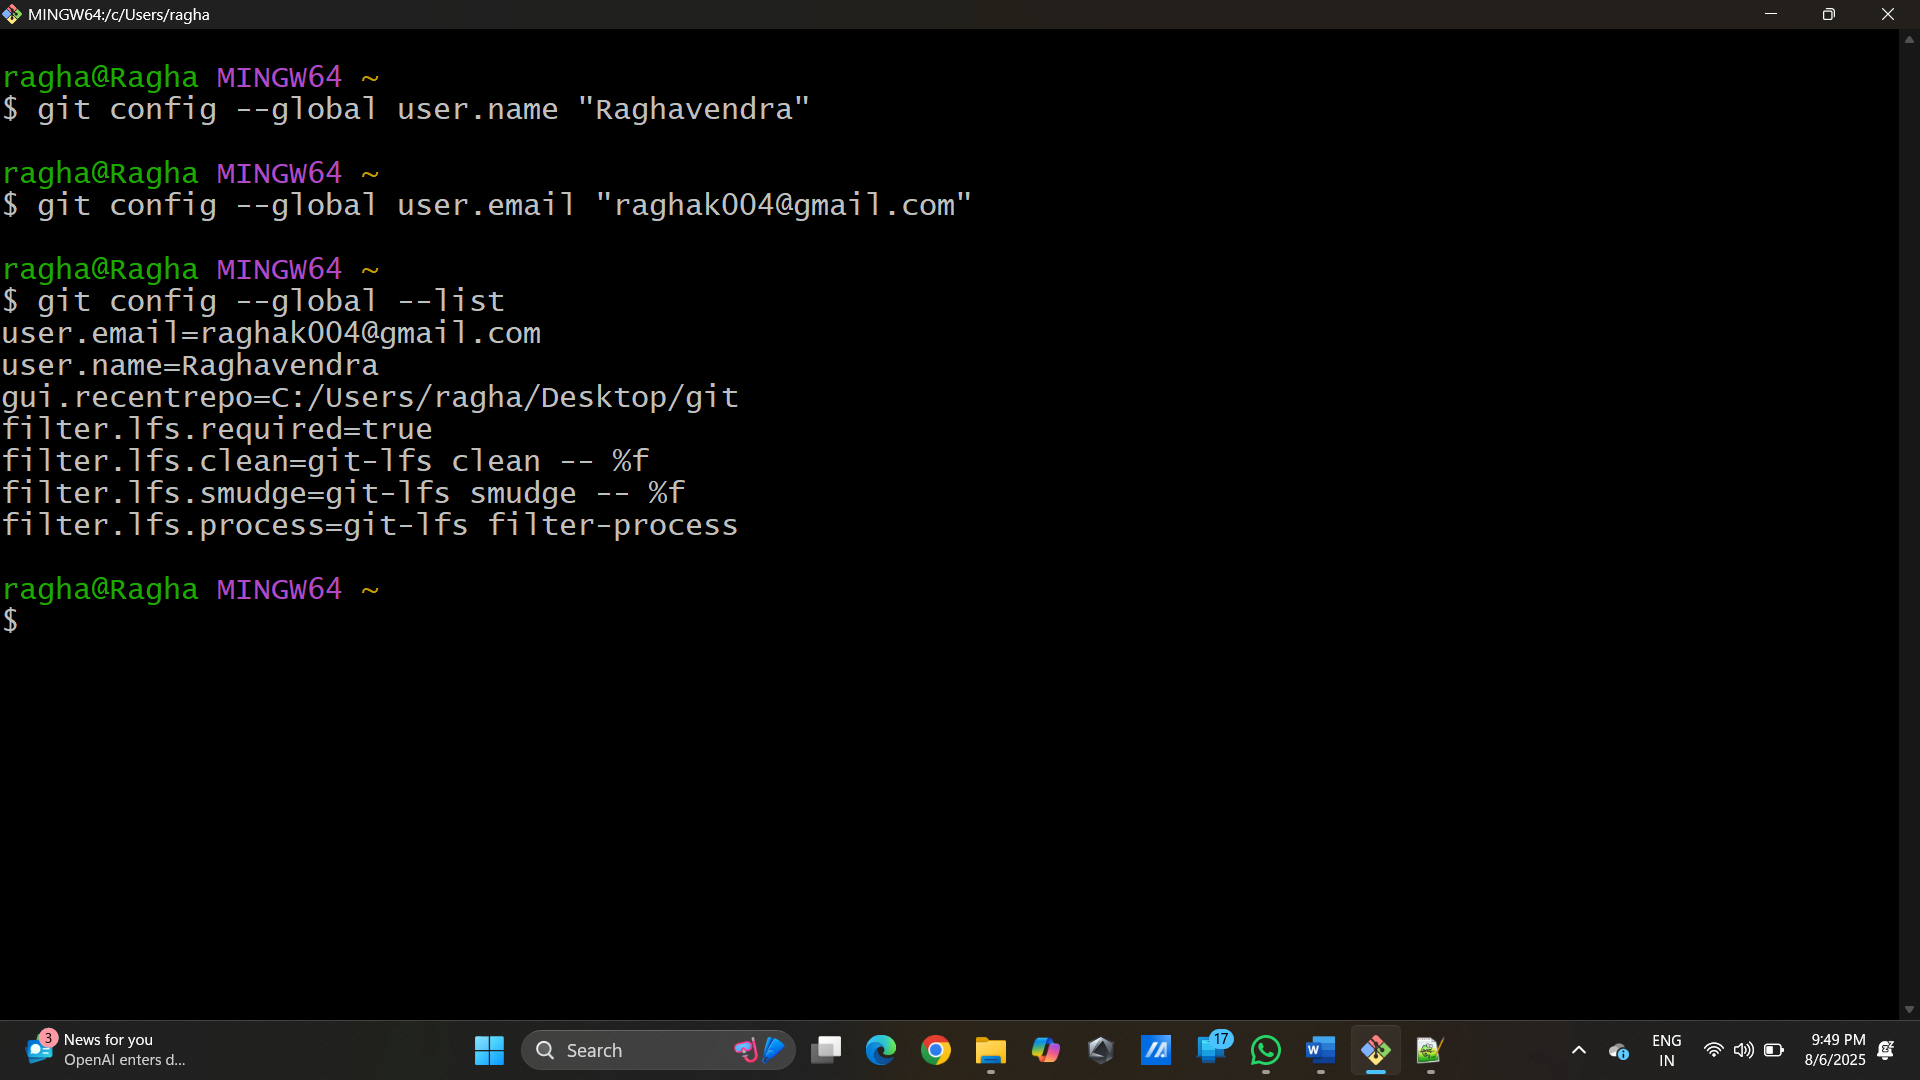 MINGW64:/c/Users/ragha
ragha@Ragha MINGW64 ~
$ git config --global user.name "Raghavendra"
ragha@Ragha MINGW64 ~
$ git config --global user.email "raghak004@gmail.com"
ragha@Ragha MINGW64 ~
$ git config --global --list
user.email=raghak004@gmail.com
user.name=Raghavendra
gui.recentrepo=C:/Users/ragha/Desktop/git
filter.lfs.required=true
filter.lfs.clean=git-lfs clean -- %f
filter.lfs.smudge=git-lfs smudge -- %f
filter.lfs.process=git-lfs filter-process
ragha@Ragha MINGW64 ~
$
3
News for you
OpenAI enters d...
Search
17
W
ENG
IN
9:49 PM
8/6/2025